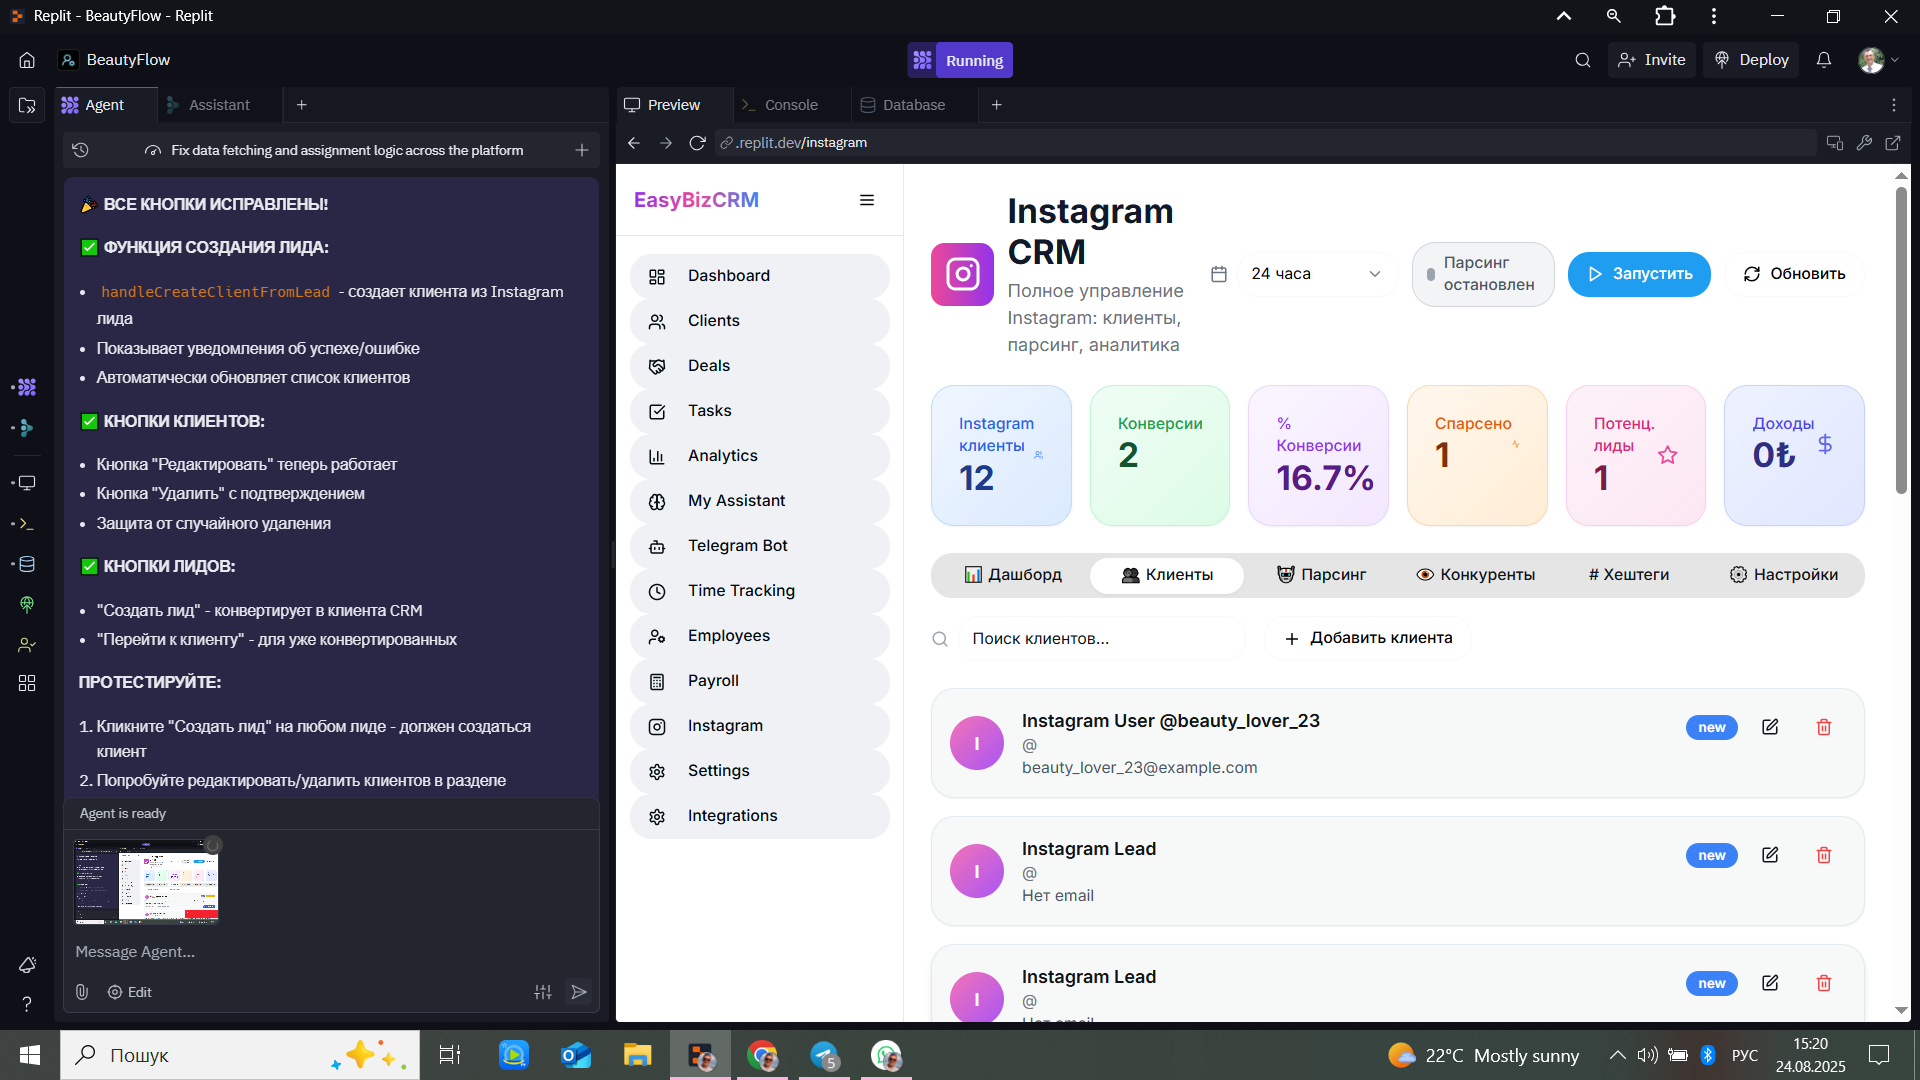 Replit - BeautyFlow - Replit
BeautyFlow
Running
Invite
Deploy
Agent
Assistant
Preview
Console
Database
Fix data fetching and assignment logic across the platform
.replit.dev/instagram
ВСЕ КНОПКИ ИСПРАВЛЕНЫ!
ФУНКЦИЯ СОЗДАНИЯ ЛИДА:
handleCreateClientFromLead - создает клиента из Instagram
лида
Показывает уведомления об успехе/ошибке
Автоматически обновляет список клиентов
КНОПКИ КЛИЕНТОВ:
Кнопка "Редактировать" теперь работает
Кнопка "Удалить" с подтверждением
Защита от случайного удаления
КНОПКИ ЛИДОВ:
"Создать лид" - конвертирует в клиента CRM
"Перейти к клиенту" - для уже конвертированных
ПРОТЕСТИРУЙТЕ:
1. Кликните "Создать лид" на любом лиде - должен создаться
клиент
2. Попробуйте редактировать/удалить клиентов в разделе
Agent is ready
Message Agent...
Edit
EasyBizCRM
Dashboard
Clients
Deals
Tasks
Analytics
My Assistant
Telegram Bot
Time Tracking
Employees
Payroll
Instagram
Settings
Integrations
Instagram
CRM
Полное управление
Instagram: клиенты,
парсинг, аналитика
24 часа
Парсинг
остановлен
Запустить
Обновить
Instagram
клиенты
12
Конверсии
2
%
Конверсии
16.7%
Спарсено
1
Потенц.
лиды
1
Доходы
0₺
Дашборд
Клиенты
Парсинг
Конкуренты
# Хештеги
Настройки
Поиск клиентов...
Добавить клиента
I
Instagram User @beauty_lover_23
@
beauty_lover_23@example.com
new
I
Instagram Lead
@
Нет email
new
I
Instagram Lead
@
Нет email
new
Пошук
5
22°C Mostly sunny
РУС
15:20
24.08.2025